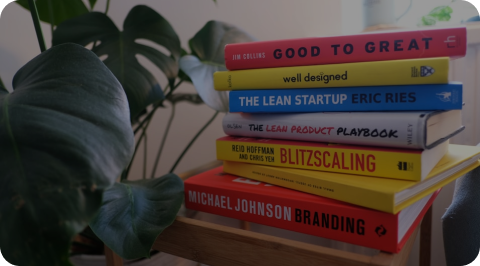 JIM COLLINS GOOD TO GREAT
well designed
THE LEAN STARTUP ERIC RIES
THE LEAN PRODUCT PLAYBOOK WILEY
REID HOFFMAN AND CHRIS YEH BLITZSCALING
MICHAEL JOHNSON BRANDING